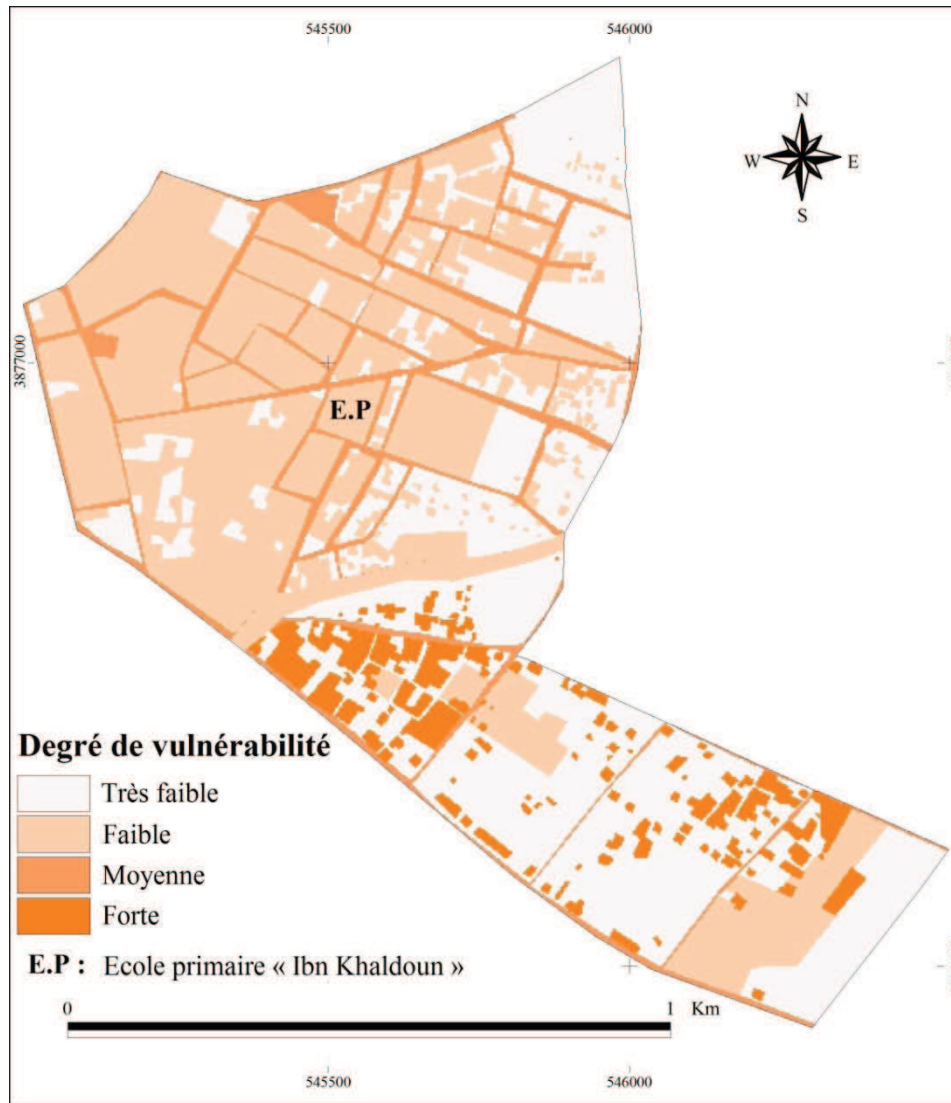 545500 546000
N
W E
S
3877000
E.P
Degré de vulnérabilité
Très faible
Faible
Moyenne
Forte
E.P : Ecole primaire « Ibn Khaldoun »
0 1 Km
545500 546000